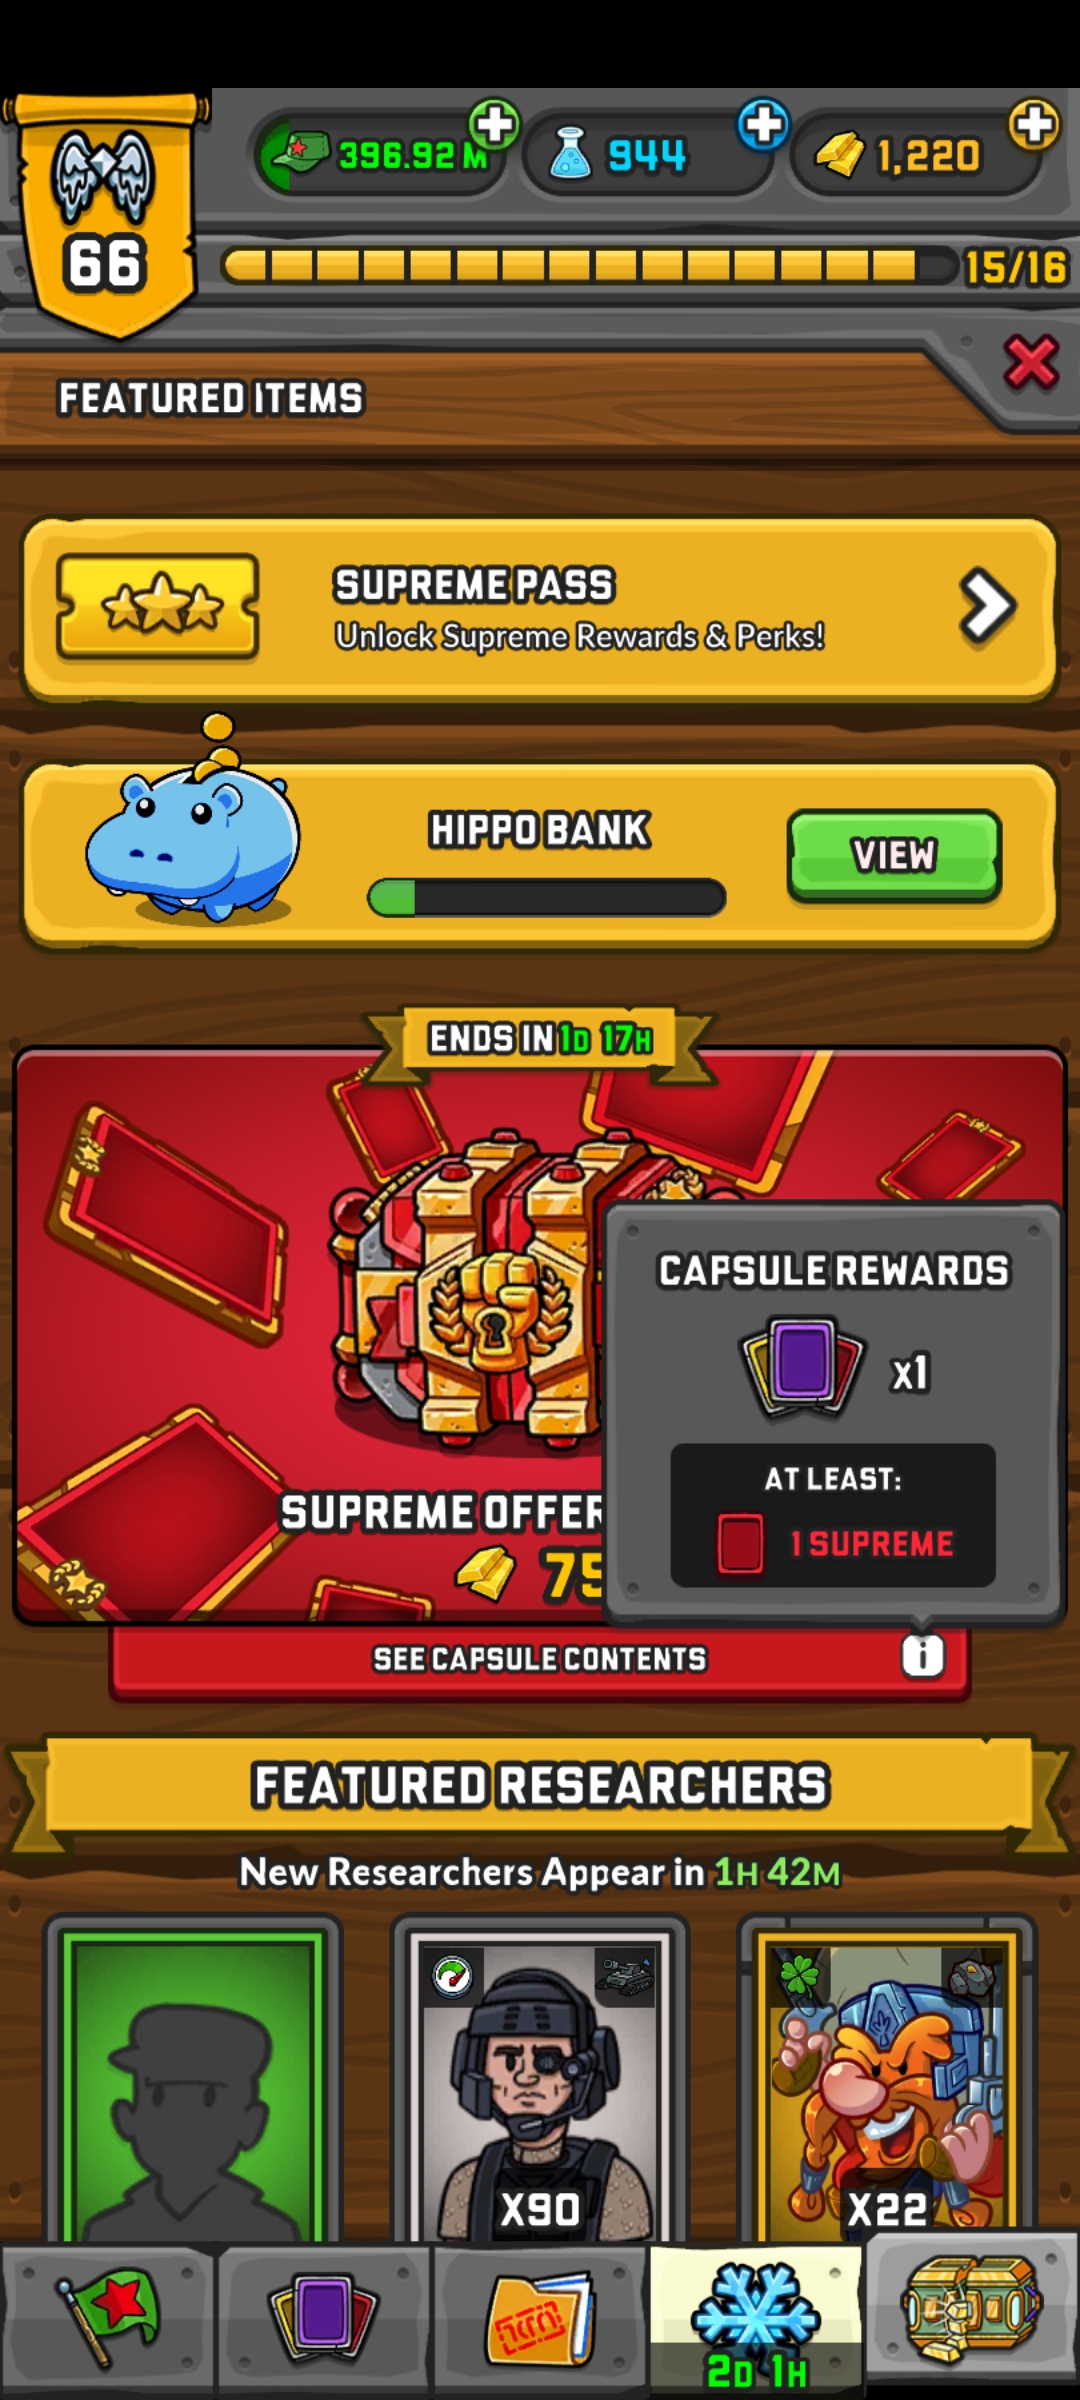 396.92 M
944
1,220
66
15/16
FEATURED ITEMS
SUPREME PASS
Unlock Supreme Rewards & Perks!
HIPPO BANK
VIEW
ENDS IN 1D 17H
CAPSULE REWARDS
x1
AT LEAST:
1 SUPREME
SUPREME OFFER
SEE CAPSULE CONTENTS
i
FEATURED RESEARCHERS
New Researchers Appear in 1H 42M
X90
X22
2D 1H